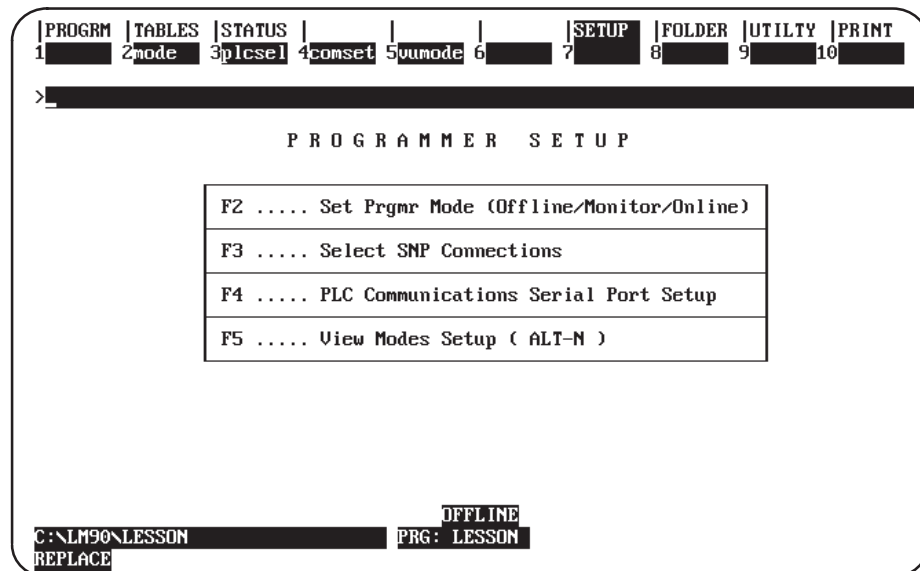 |PROGRM |TABLES |STATUS | | | |SETUP |FOLDER |UTILTY |PRINT
1 2mode 3plcsel 4comset 5vumode 6 7 8 9 10
>_
P R O G R A M M E R  S E T U P
F2 ..... Set Prgmr Mode (Offline/Monitor/Online)
F3 ..... Select SNP Connections
F4 ..... PLC Communications Serial Port Setup
F5 ..... View Modes Setup ( ALT-N )
OFFLINE
C:\LM90\LESSON PRG: LESSON
REPLACE